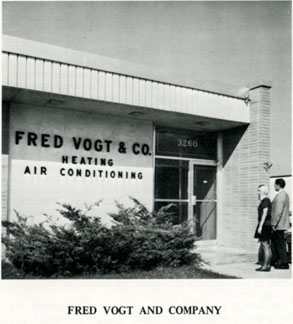 FRED VOGT & CO.
3260
HEATING
AIR CONDITIONING
FRED VOGT AND COMPANY